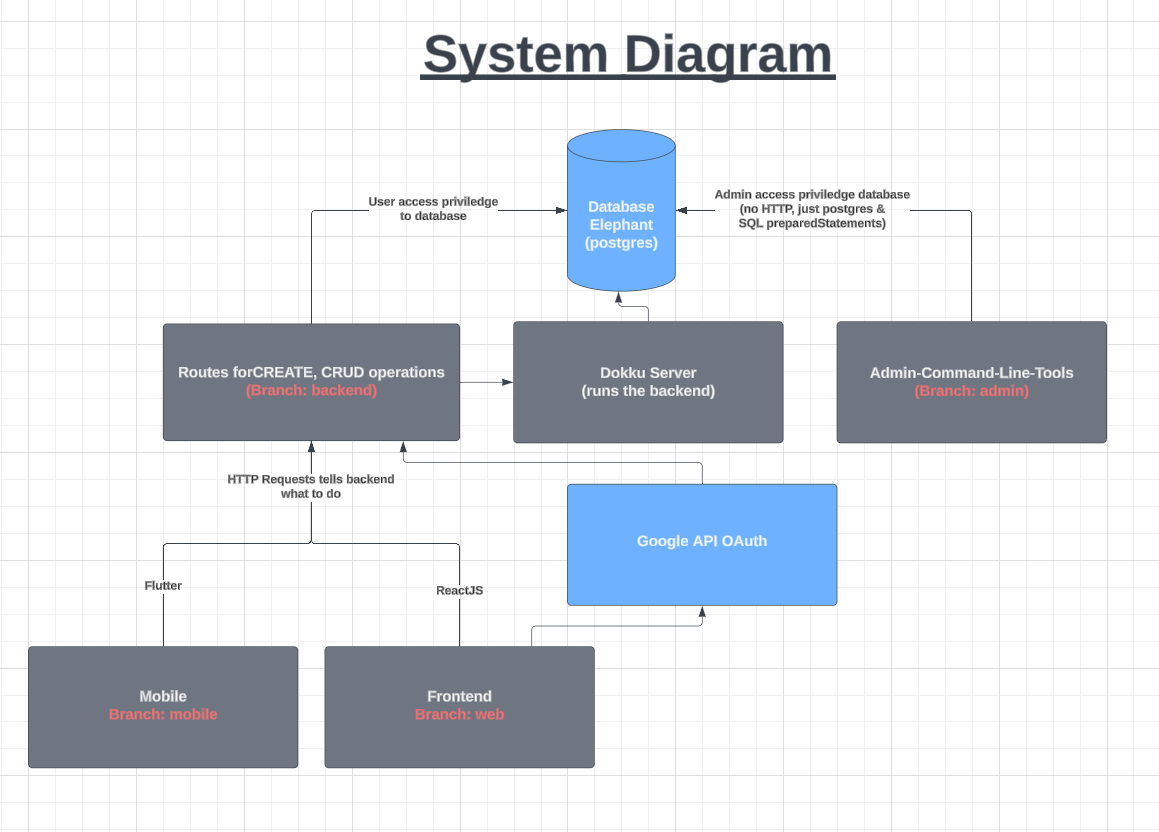 System Diagram
User access priviledge
to database
Database
Elephant
(postgres)
Admin access priviledge database
(no HTTP, just postgres &
SQL preparedStatements)
Routes forCREATE, CRUD operations
(Branch: backend)
Dokku Server
(runs the backend)
Admin-Command-Line-Tools
(Branch: admin)
HTTP Requests tells backend
what to do
Google API OAuth
Flutter
ReactJS
Mobile
Branch: mobile
Frontend
Branch: web